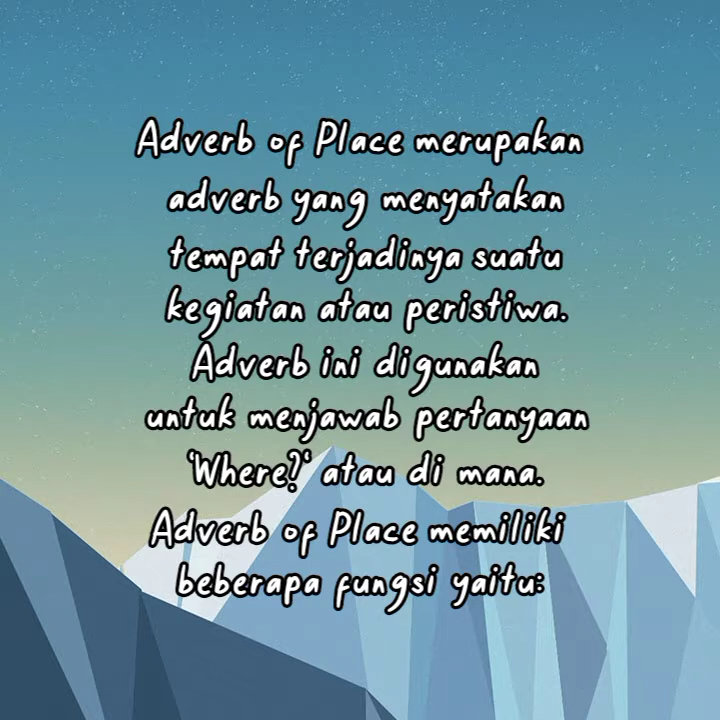 Adverb of Place merupakan
adverb yang menyatakan
tempat terjadinya suatu
kegiatan atau peristiwa.
Adverb ini digunakan
untuk menjawab pertanyaan
‘Where?‘ atau di mana.
Adverb of Place memiliki
beberapa fungsi yaitu: